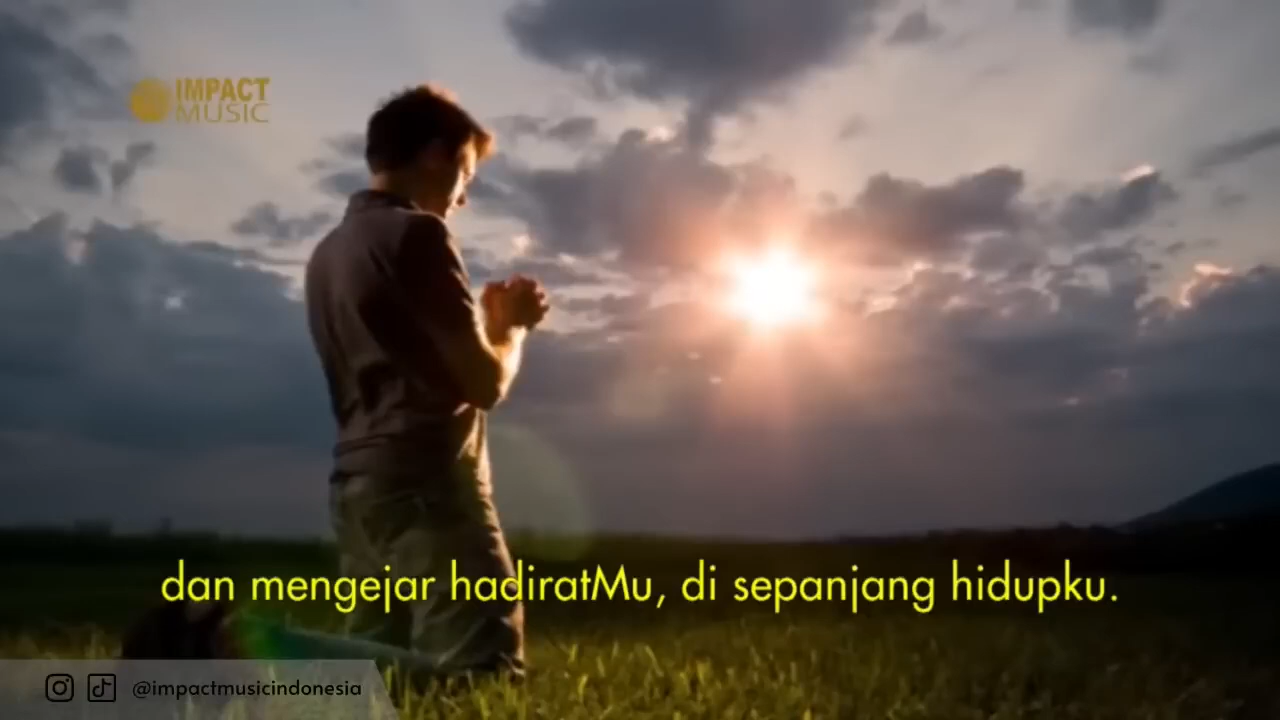 IMPACT
MUSIC
dan mengejar hadiratMu, di sepanjang hidupku.
@impactmusicindonesia